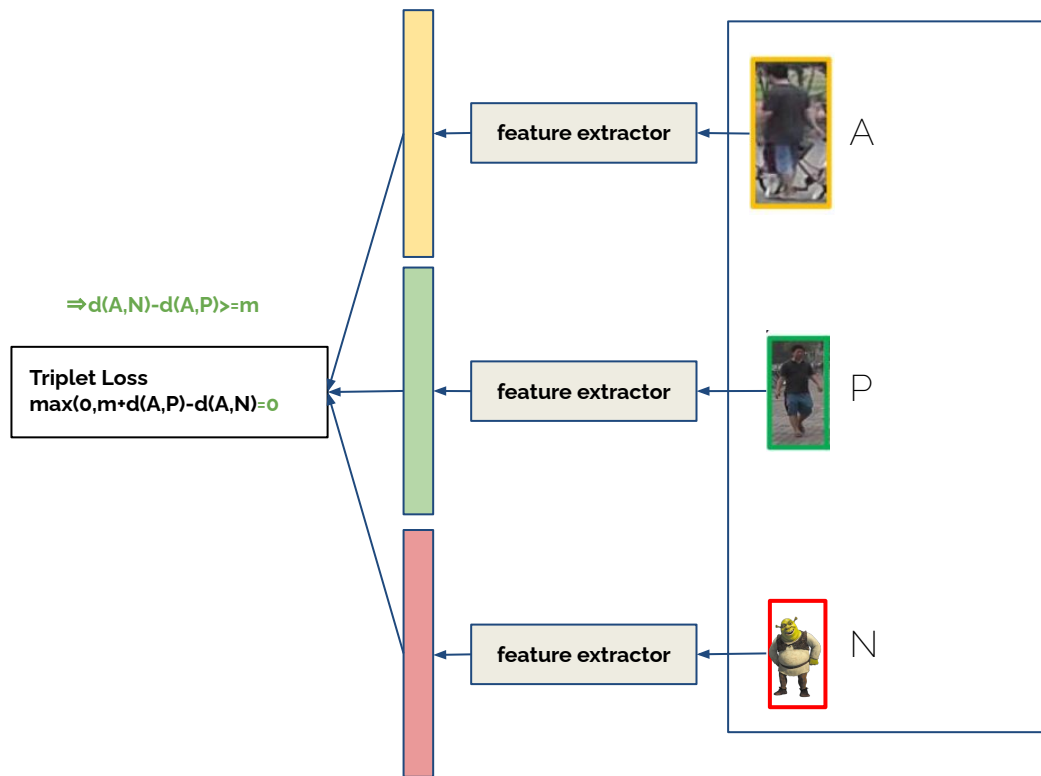 feature extractor
A
⇒d(A,N)-d(A,P)>=m
Triplet Loss
max(0,m+d(A,P)-d(A,N)=0
feature extractor
P
feature extractor
N